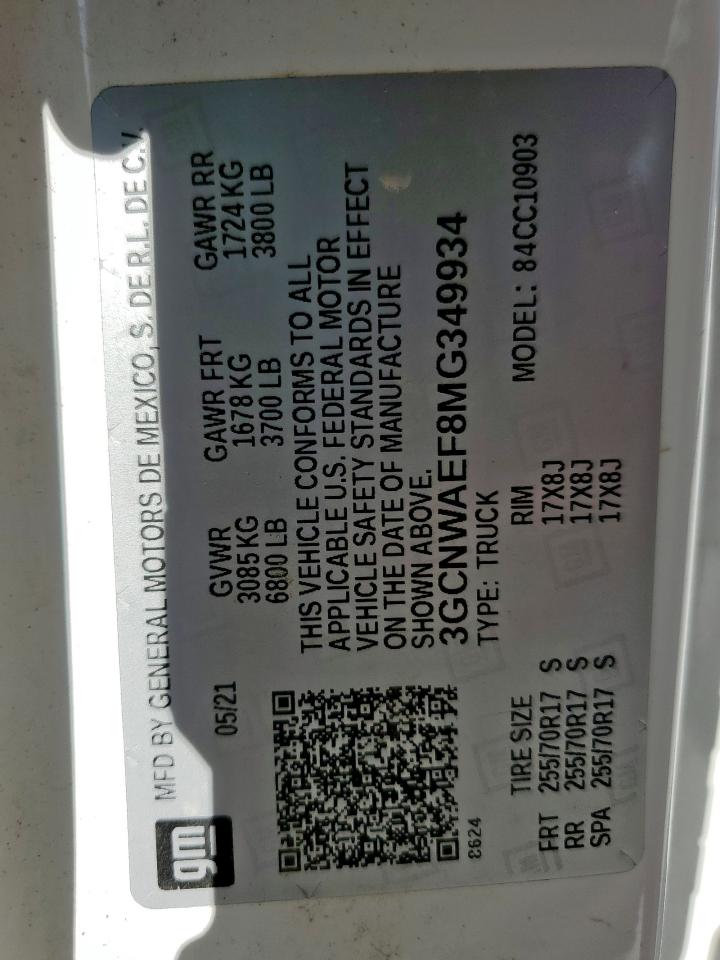 gm
MFD BY GENERAL MOTORS DE MEXICO, S. DE R.L. DE C.V.
05/21
GVWR GAWR FRT GAWR RR
3085 KG 1678 KG 1724 KG
6800 LB 3700 LB 3800 LB
THIS VEHICLE CONFORMS TO ALL
APPLICABLE U.S. FEDERAL MOTOR
VEHICLE SAFETY STANDARDS IN EFFECT
ON THE DATE OF MANUFACTURE
SHOWN ABOVE.
3GCNWAEF8MG349934
8624
TYPE: TRUCK MODEL: 84CC10903
TIRE SIZE RIM
FRT 255/70R17 S 17X8J
RR 255/70R17 S 17X8J
SPA 255/70R17 S 17X8J